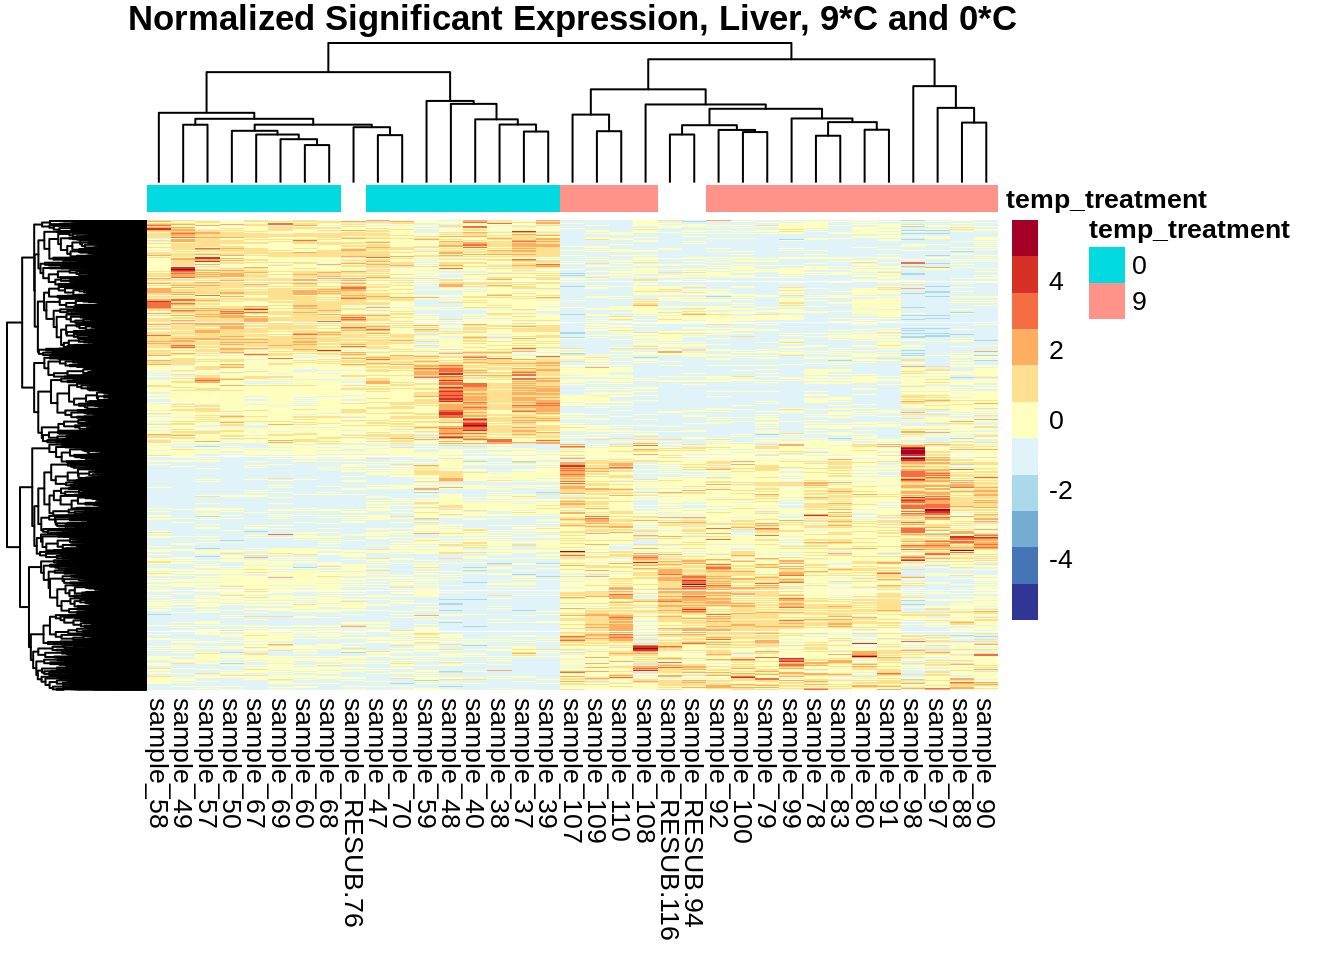 Normalized Significant Expression, Liver, 9*C and 0*C
temp_treatment
temp_treatment
0
9
4
2
0
-2
-4
sample_58
sample_49
sample_57
sample_50
sample_67
sample_69
sample_60
sample_68
sample_RESUB.76
sample_47
sample_70
sample_59
sample_48
sample_40
sample_38
sample_37
sample_39
sample_107
sample_109
sample_110
sample_108
sample_RESUB.116
sample_RESUB.94
sample_92
sample_100
sample_79
sample_99
sample_78
sample_83
sample_80
sample_91
sample_98
sample_97
sample_88
sample_90